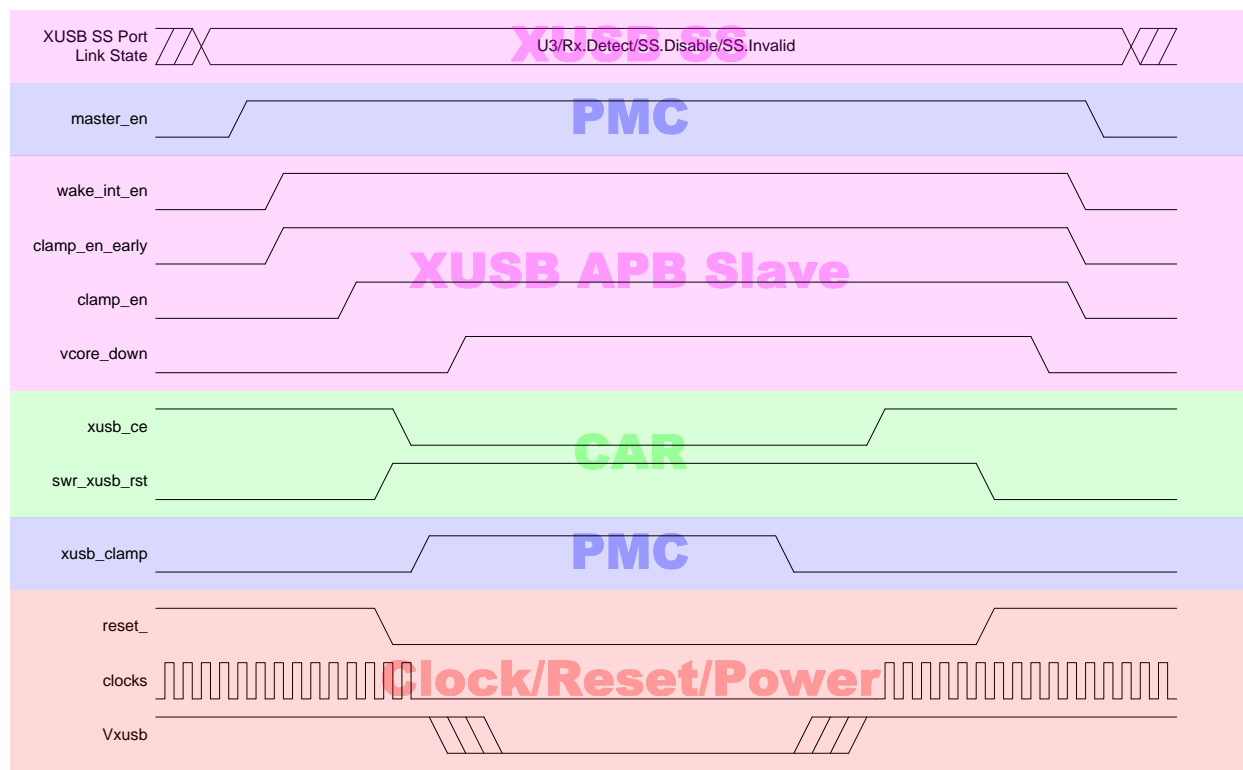 XUSB SS Port
Link State
XUSB SS
U3/Rx.Detect/SS.Disable/SS.Invalid
master_en
PMC
wake_int_en
clamp_en_early
XUSB APB Slave
clamp_en
vcore_down
xusb_ce
CAR
swr_xusb_rst
xusb_clamp
PMC
reset_
clocks
Clock/Reset/Power
Vxusb